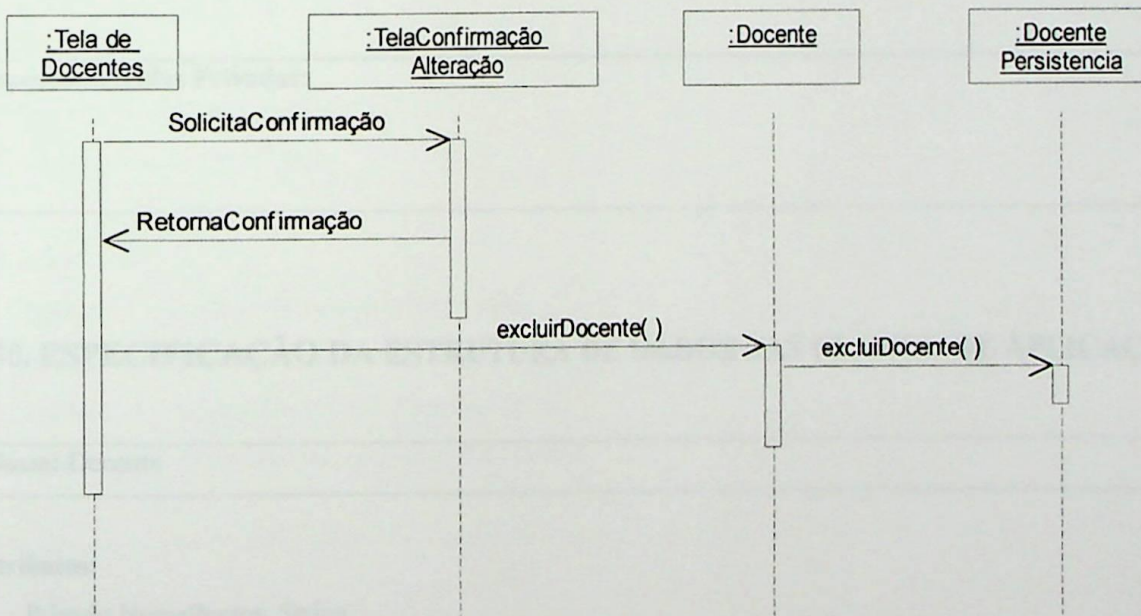 :Tela de
Docentes
:TelaConfirmação
Alteração
:Docente
:Docente
Persistencia
SolicitaConfirmação
RetornaConfirmação
excluirDocente( )
excluiDocente( )